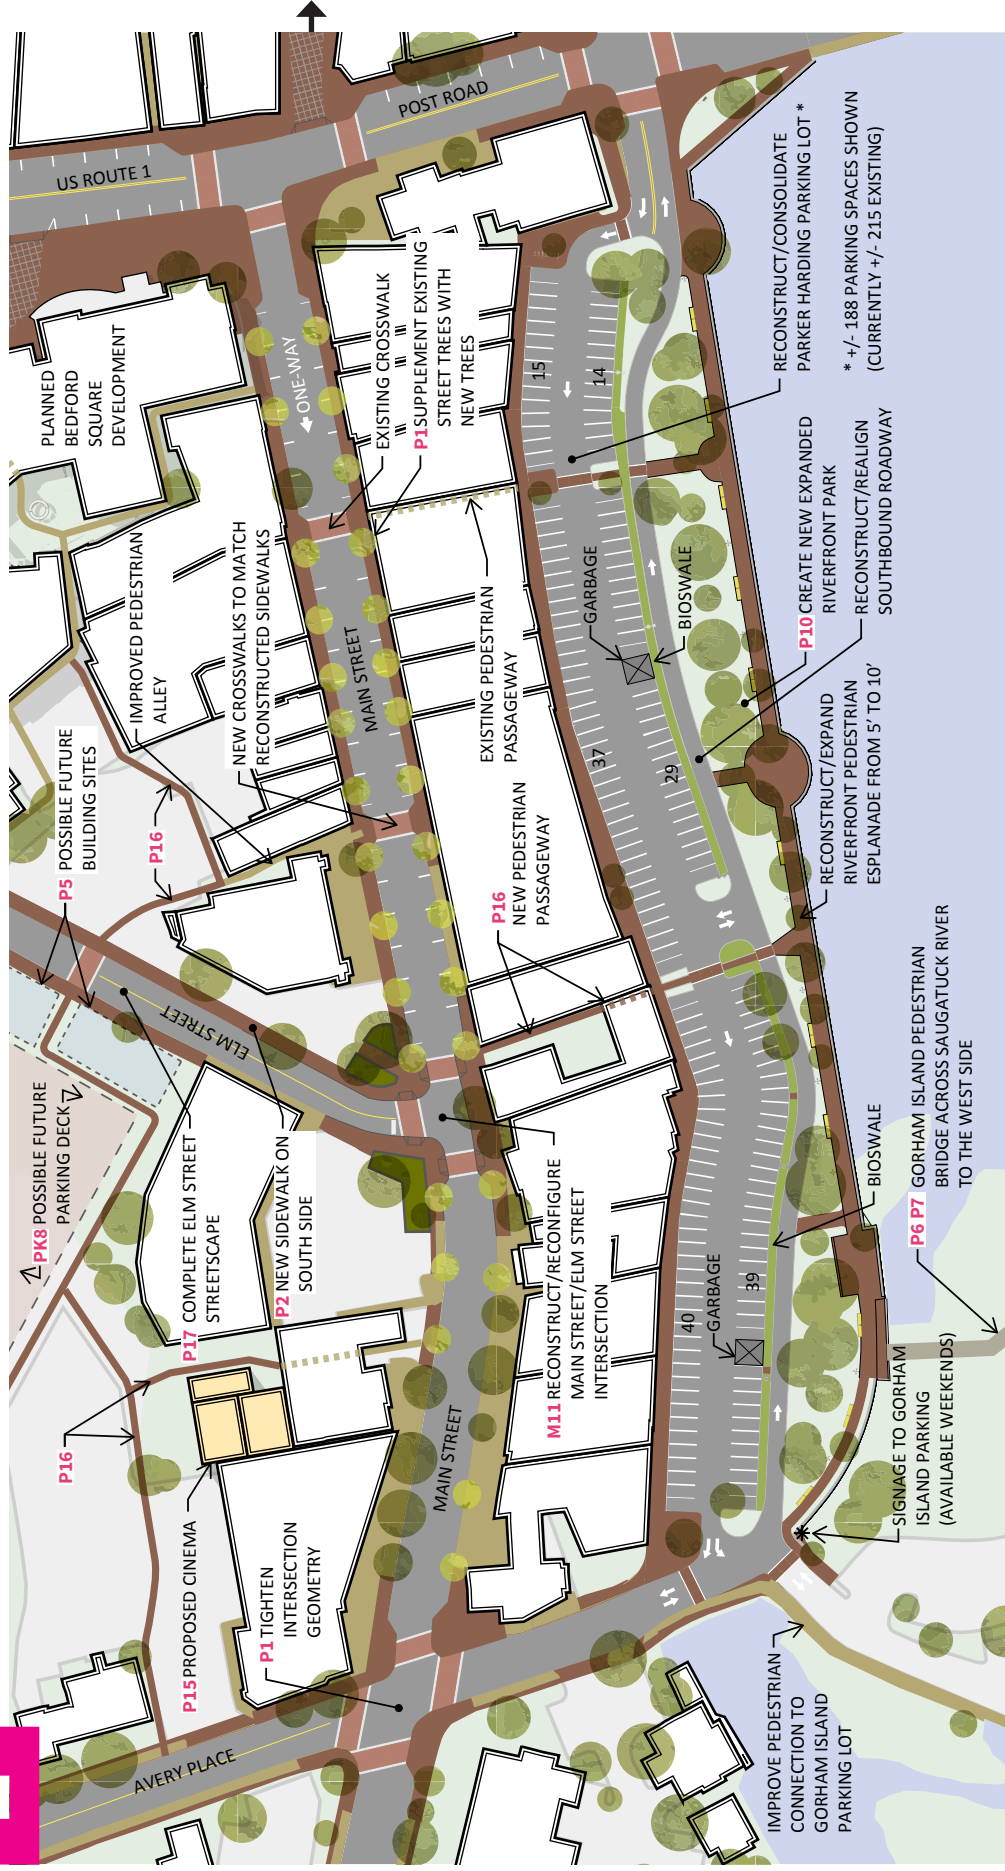 US ROUTE 1
POST ROAD
PLANNED
BEDFORD
SQUARE
DEVELOPMENT
ONE-WAY
EXISTING CROSSWALK
P1 SUPPLEMENT EXISTING
STREET TREES WITH
NEW TREES
RECONSTRUCT/CONSOLIDATE
PARKER HARDING PARKING LOT *
* +/- 188 PARKING SPACES SHOWN
(CURRENTLY +/- 215 EXISTING)
15
14
IMPROVED PEDESTRIAN
ALLEY
NEW CROSSWALKS TO MATCH
RECONSTRUCTED SIDEWALKS
MAIN STREET
EXISTING PEDESTRIAN
PASSAGEWAY
GARBAGE
BIOSWALE
P10 CREATE NEW EXPANDED
RIVERFRONT PARK
RECONSTRUCT/REALIGN
SOUTHBOUND ROADWAY
37
29
P5 POSSIBLE FUTURE
BUILDING SITES
P16
P16
NEW PEDESTRIAN
PASSAGEWAY
RECONSTRUCT/EXPAND
RIVERFRONT PEDESTRIAN
ESPLANADE FROM 5' TO 10'
ELM STREET
PK8 POSSIBLE FUTURE
PARKING DECK
P17 COMPLETE ELM STREET
STREETSCAPE
P2 NEW SIDEWALK ON
SOUTH SIDE
M11 RECONSTRUCT/RECONFIGURE
MAIN STREET/ELM STREET
INTERSECTION
BIOSWALE
P6 P7 GORHAM ISLAND PEDESTRIAN
BRIDGE ACROSS SAUGATUCK RIVER
TO THE WEST SIDE
40
GARBAGE
39
P16
MAIN STREET
P15 PROPOSED CINEMA
P1 TIGHTEN
INTERSECTION
GEOMETRY
SIGNAGE TO GORHAM
ISLAND PARKING
(AVAILABLE WEEKENDS)
AVERY PLACE
IMPROVE PEDESTRIAN
CONNECTION TO
GORHAM ISLAND
PARKING LOT